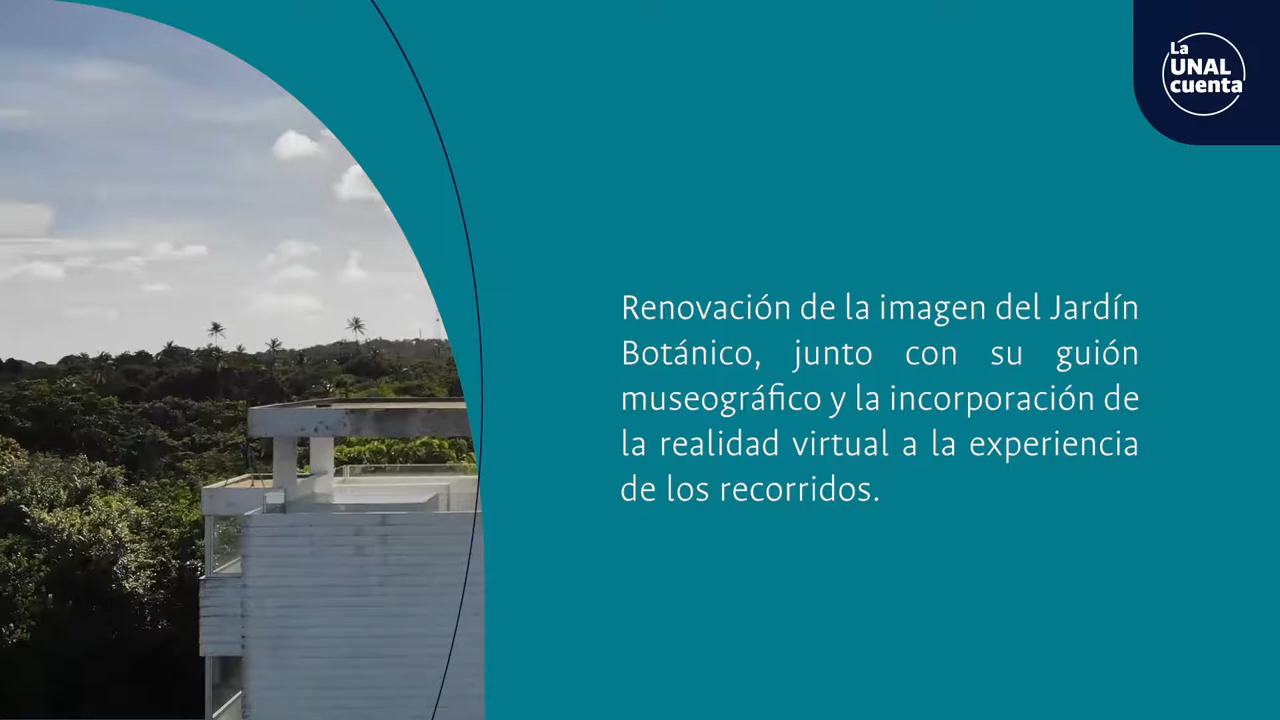 La
UNAL
cuenta
Renovación de la imagen del Jardín
Botánico, junto con su guión
museográfico y la incorporación de
la realidad virtual a la experiencia
de los recorridos.